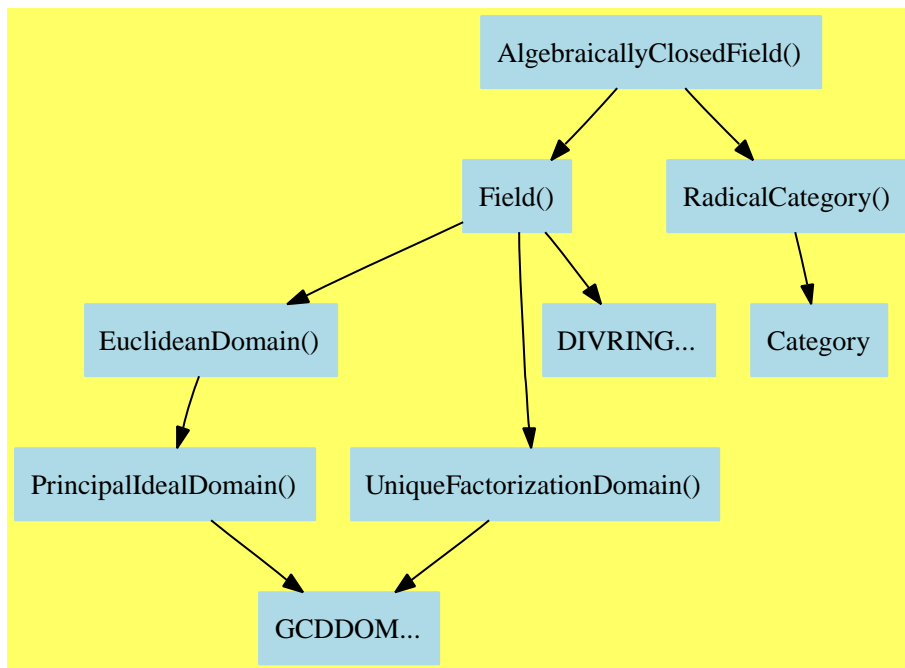 AlgebraicallyClosedField()
Field()
RadicalCategory()
EuclideanDomain()
DIVRING...
Category
PrincipalIdealDomain()
UniqueFactorizationDomain()
GCDDOM...